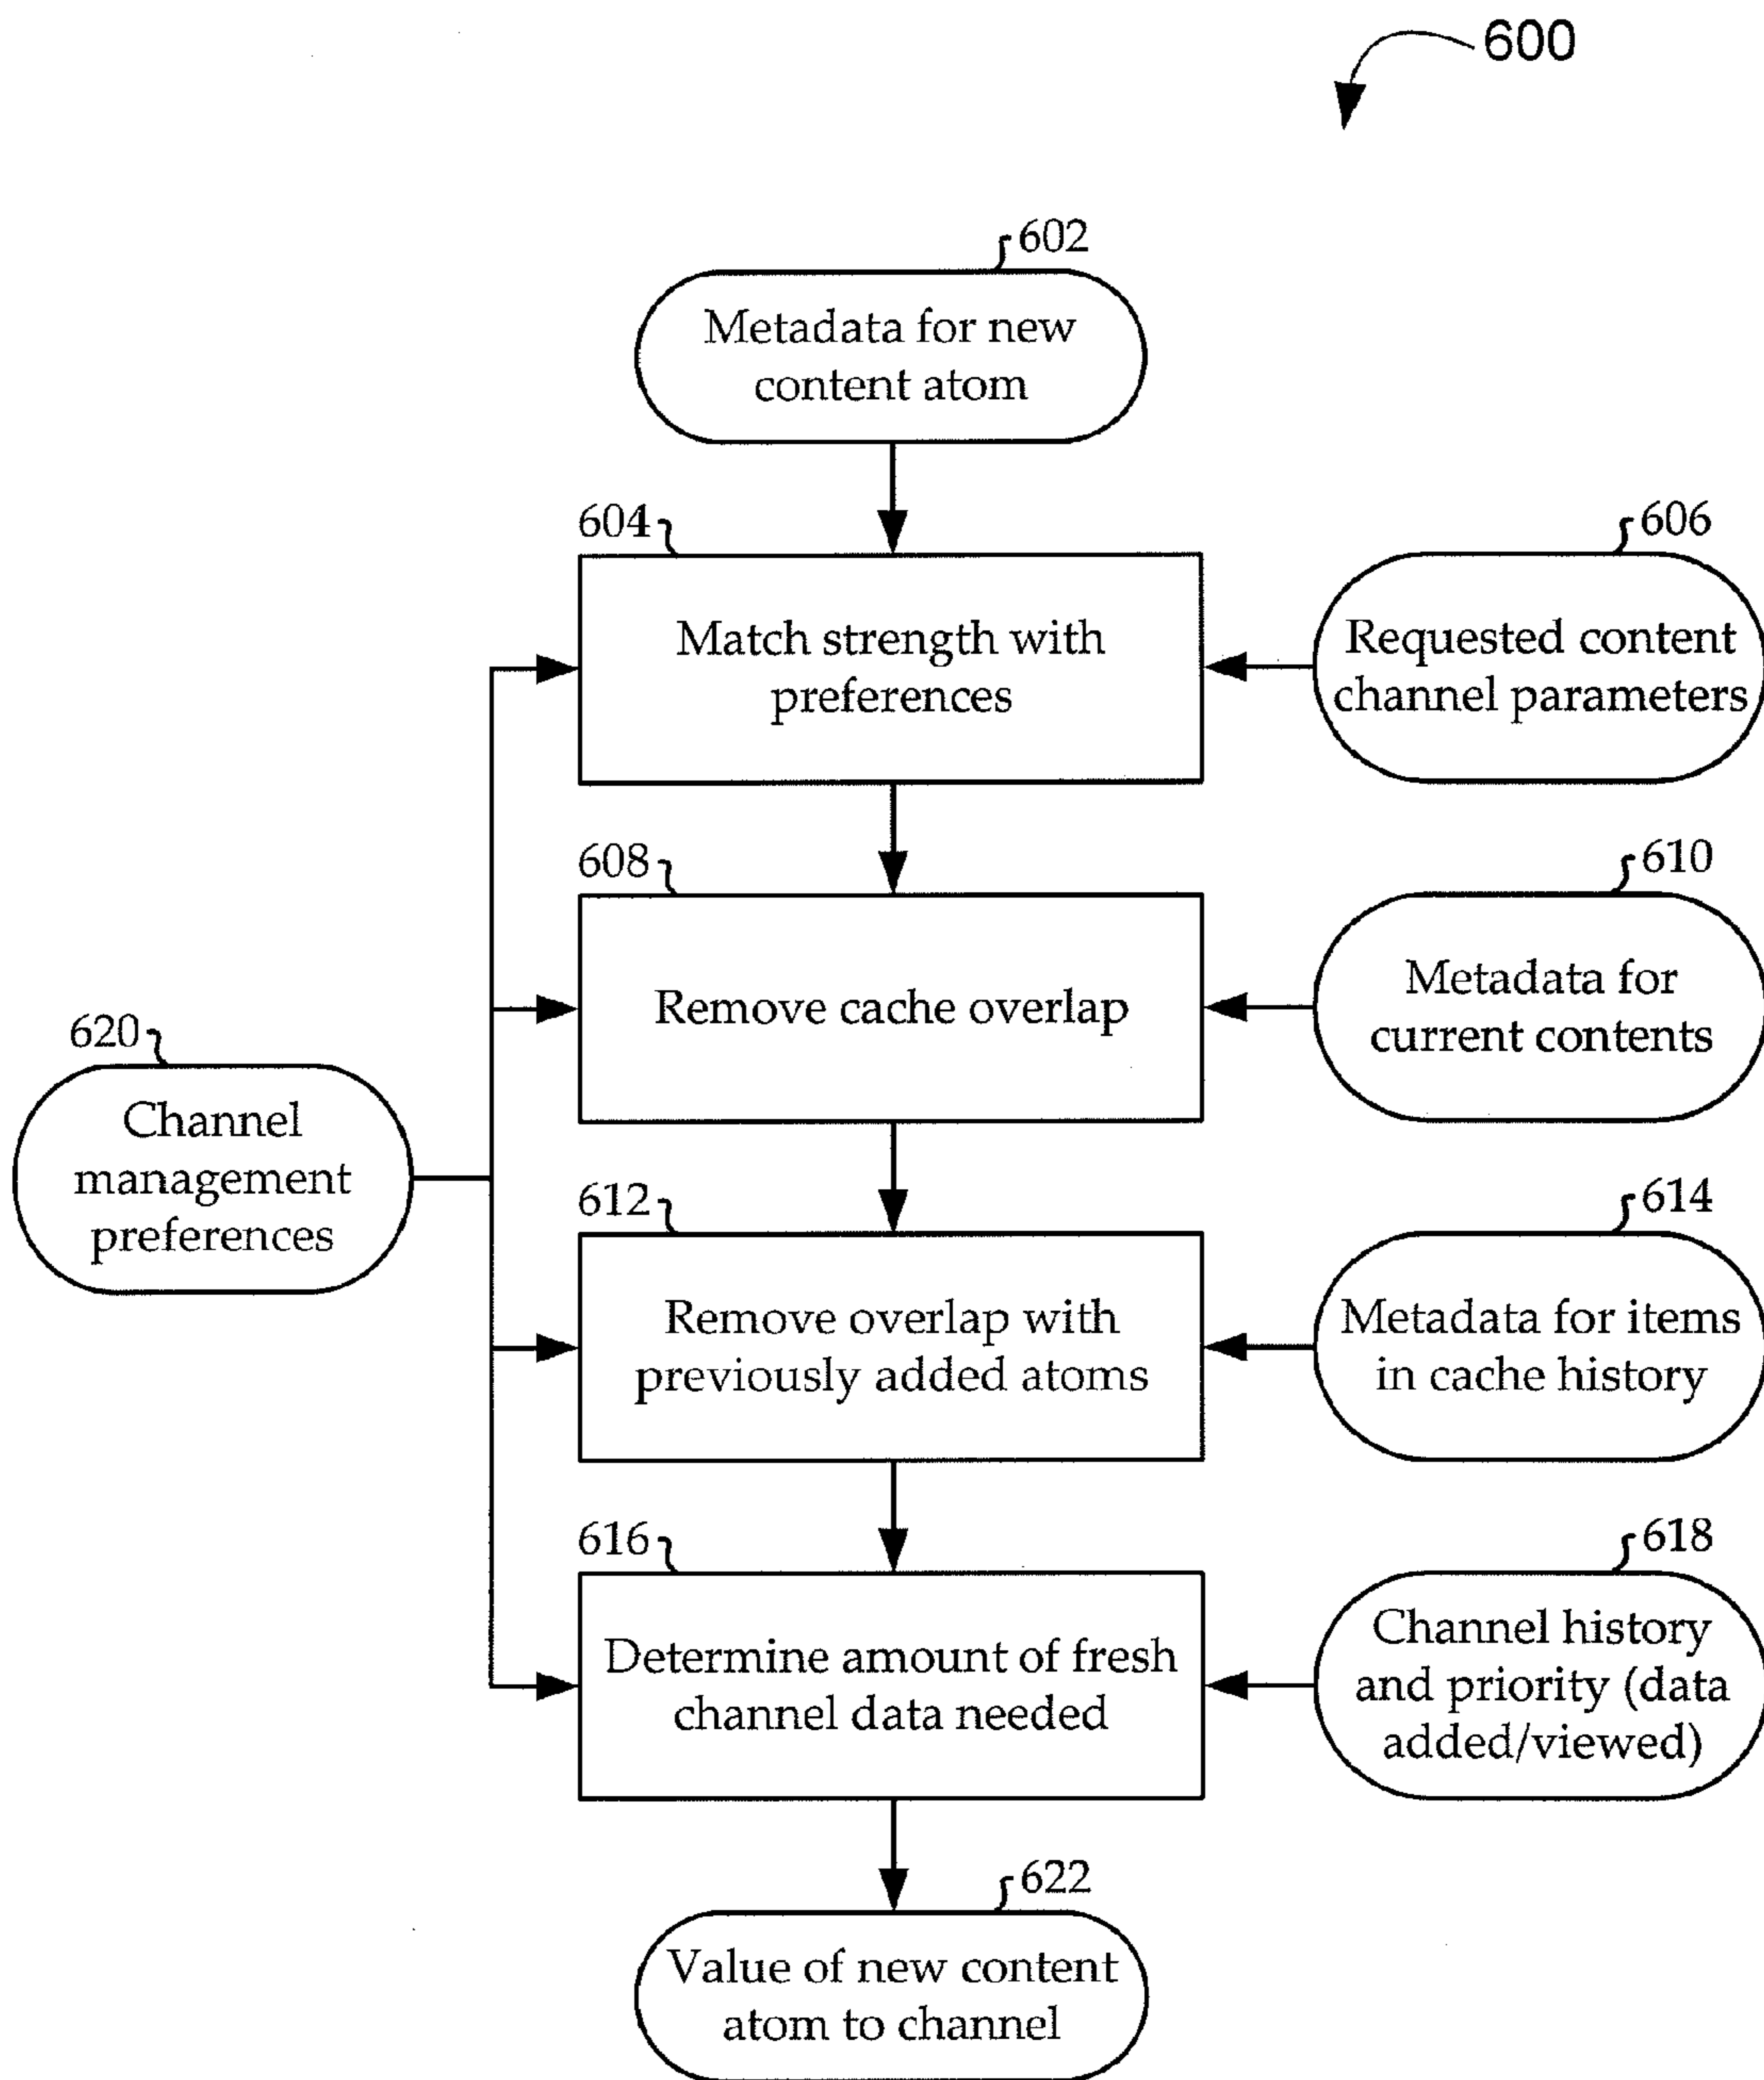 600
602
Metadata for new
content atom
604
Match strength with
preferences
606
Requested content
channel parameters
608
Remove cache overlap
610
Metadata for
current contents
620
Channel
management
preferences
612
Remove overlap with
previously added atoms
614
Metadata for items
in cache history
616
Determine amount of fresh
channel data needed
618
Channel history
and priority (data
added/viewed)
622
Value of new content
atom to channel